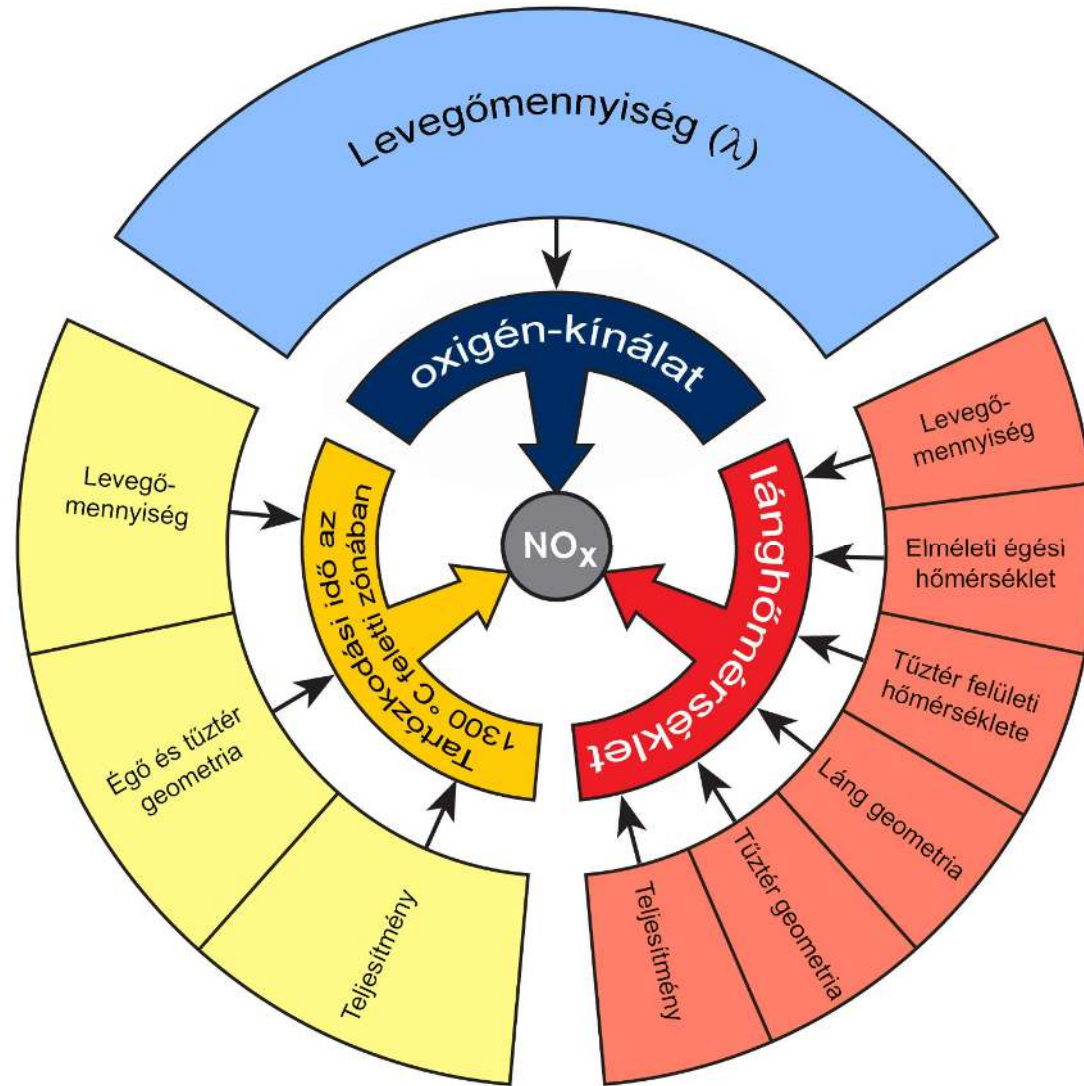 Levegőmennyiség (λ)
oxigén-kínálat
NOx
lánghőmérséklet
Tartózkodási idő az
1300 °C feletti zónában
Levegő-
mennyiség
Égő és tűztér
geometria
Teljesítmény
Levegő-
mennyiség
Elméleti égési
hőmérséklet
Tűztér felületi
hőmérséklete
Láng geometria
Tűztér geometria
Teljesítmény